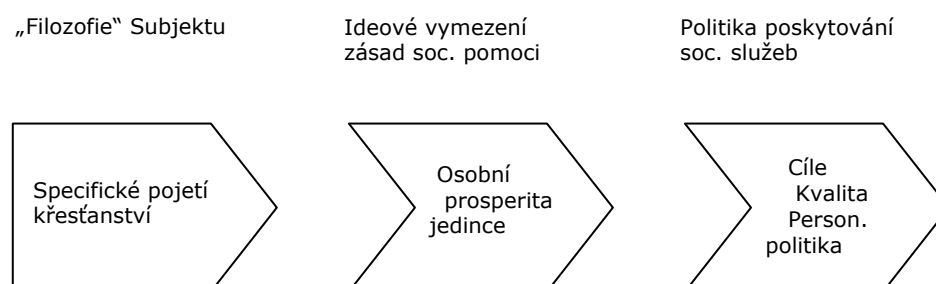 „Filozofie“ Subjektu
Ideové vymezení
zásad soc. pomoci
Politika poskytování
soc. služeb
Specifické pojetí
křesťanství
Osobní
prosperita
jedince
Cíle
Kvalita
Person.
politika